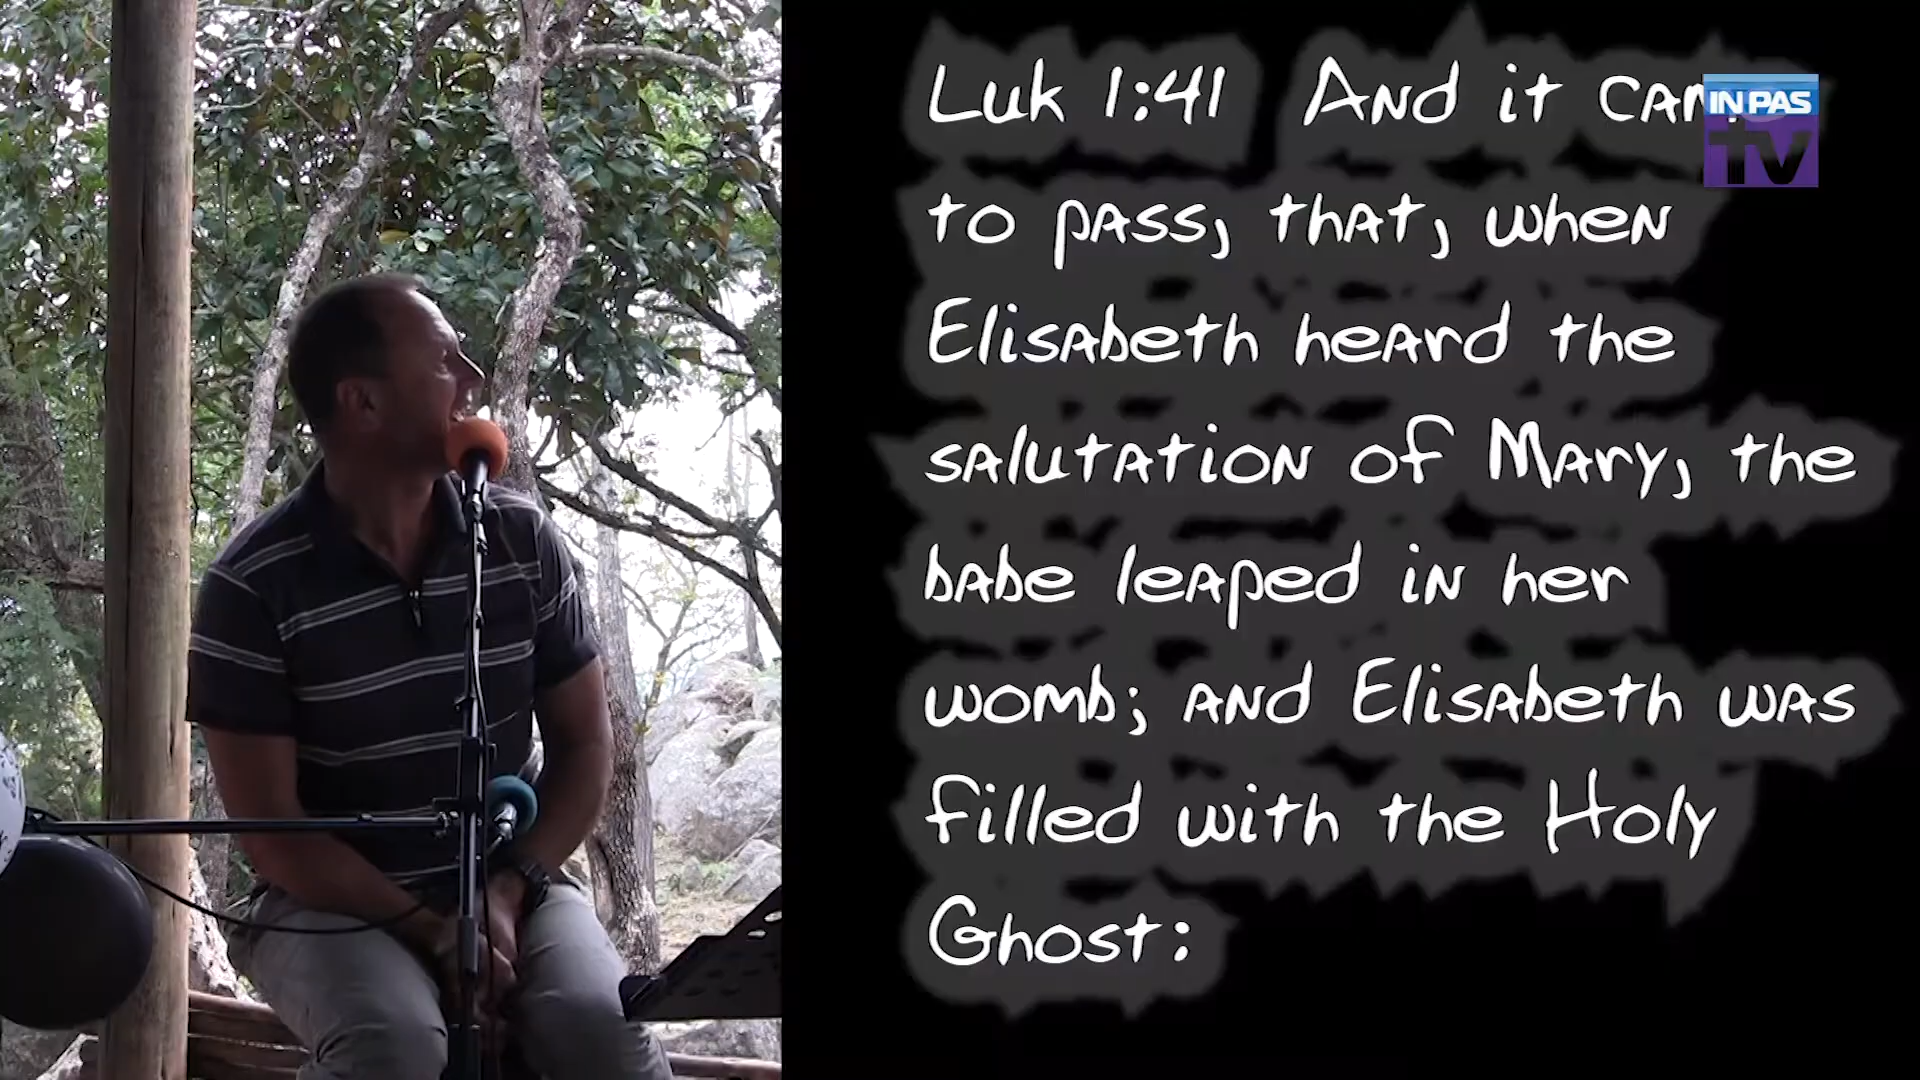 Luk 1:41 And it cam
to pass, that, when
Elisabeth heard the
salutation of Mary, the
babe leaped in her
womb; and Elisabeth was
filled with the Holy
Ghost:
IN PAS
TV